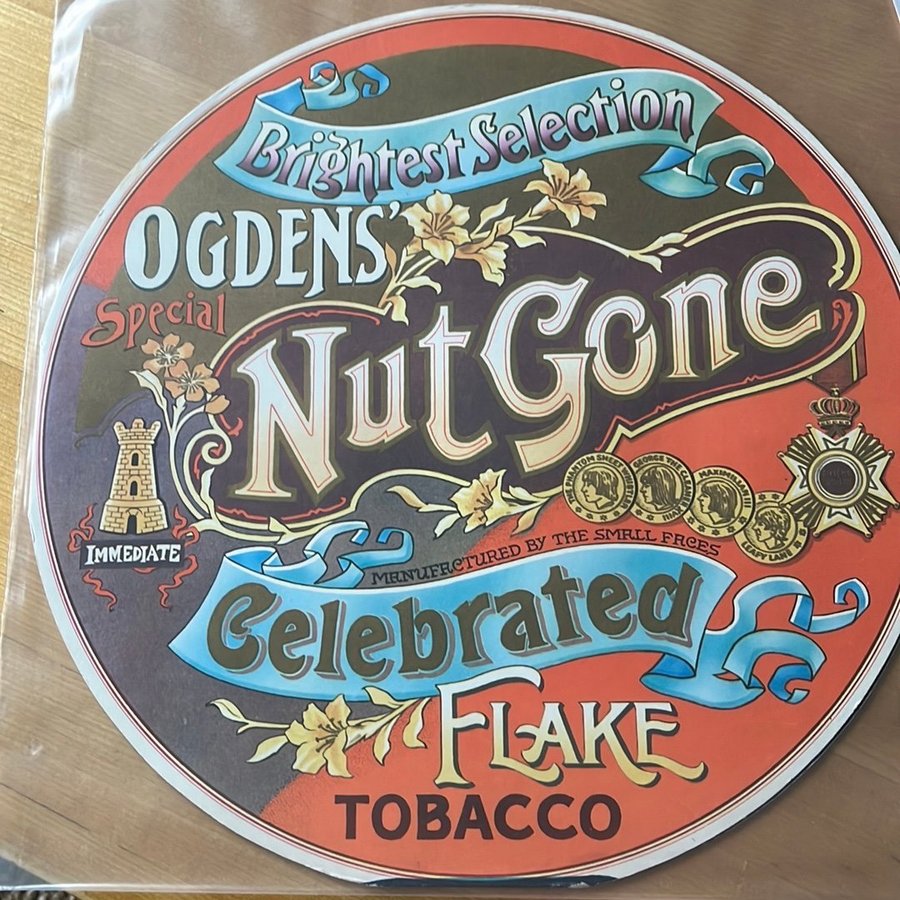 Brightest Selection
OGDENS'
Special
Nut Gone
IMMEDIATE
MANUFACTURED BY THE SMALL FACES
Celebrated
FLAKE
TOBACCO